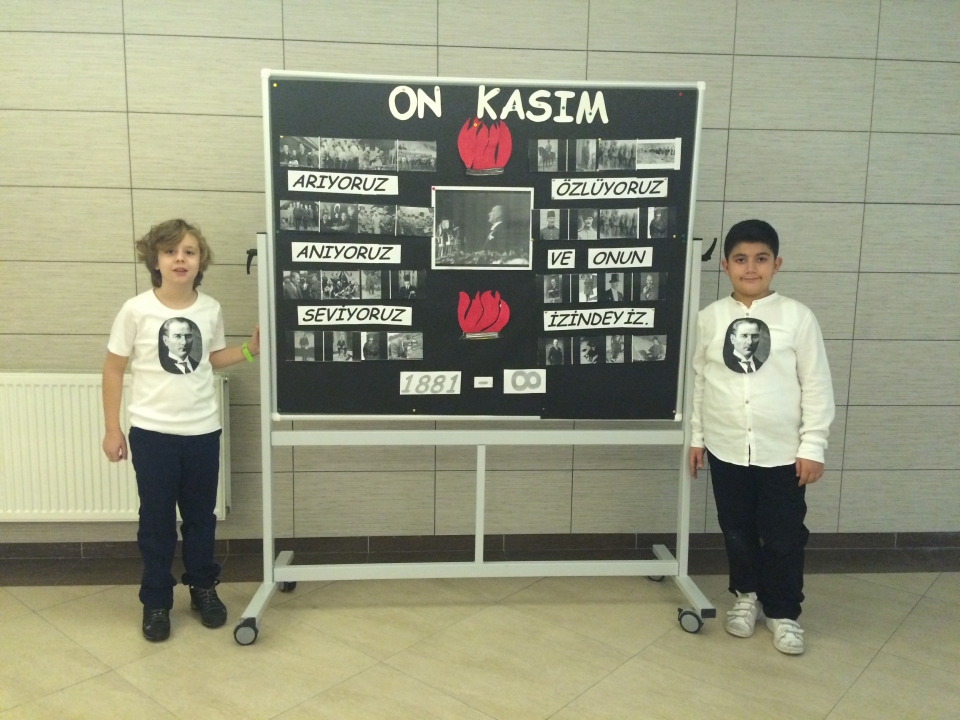 ON KASIM
ARIYORUZ
ÖZLÜYORUZ
ANIYORUZ
VE ONUN
SEVİYORUZ
İZİNDEYİZ.
1881 - ∞